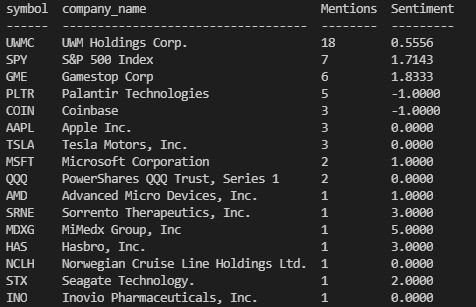 symbol company_name Mentions Sentiment
------ --------------------------------- -------- ---------
UWMC UWM Holdings Corp. 18 0.5556
SPY S&P 500 Index 7 1.7143
GME Gamestop Corp 6 1.8333
PLTR Palantir Technologies 5 -1.0000
COIN Coinbase 3 -1.0000
AAPL Apple Inc. 3 0.0000
TSLA Tesla Motors, Inc. 3 0.0000
MSFT Microsoft Corporation 2 1.0000
QQQ PowerShares QQQ Trust, Series 1 2 0.0000
AMD Advanced Micro Devices, Inc. 1 1.0000
SRNE Sorrento Therapeutics, Inc. 1 3.0000
MDXG MiMedx Group, Inc 1 5.0000
HAS Hasbro, Inc. 1 3.0000
NCLH Norwegian Cruise Line Holdings Ltd. 1 0.0000
STX Seagate Technology. 1 2.0000
INO Inovio Pharmaceuticals, Inc. 1 0.0000